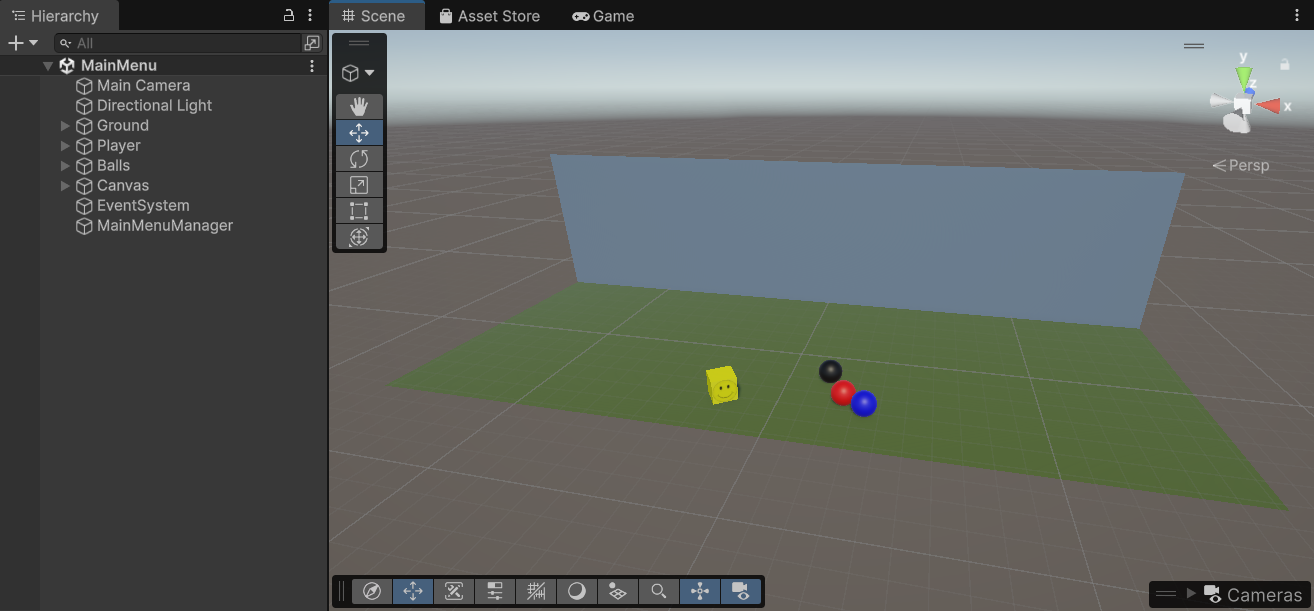 Hierarchy
All
MainMenu
Main Camera
Directional Light
Ground
Player
Balls
Canvas
EventSystem
MainMenuManager
Scene
Asset Store
Game
y
z
x
Persp
Cameras